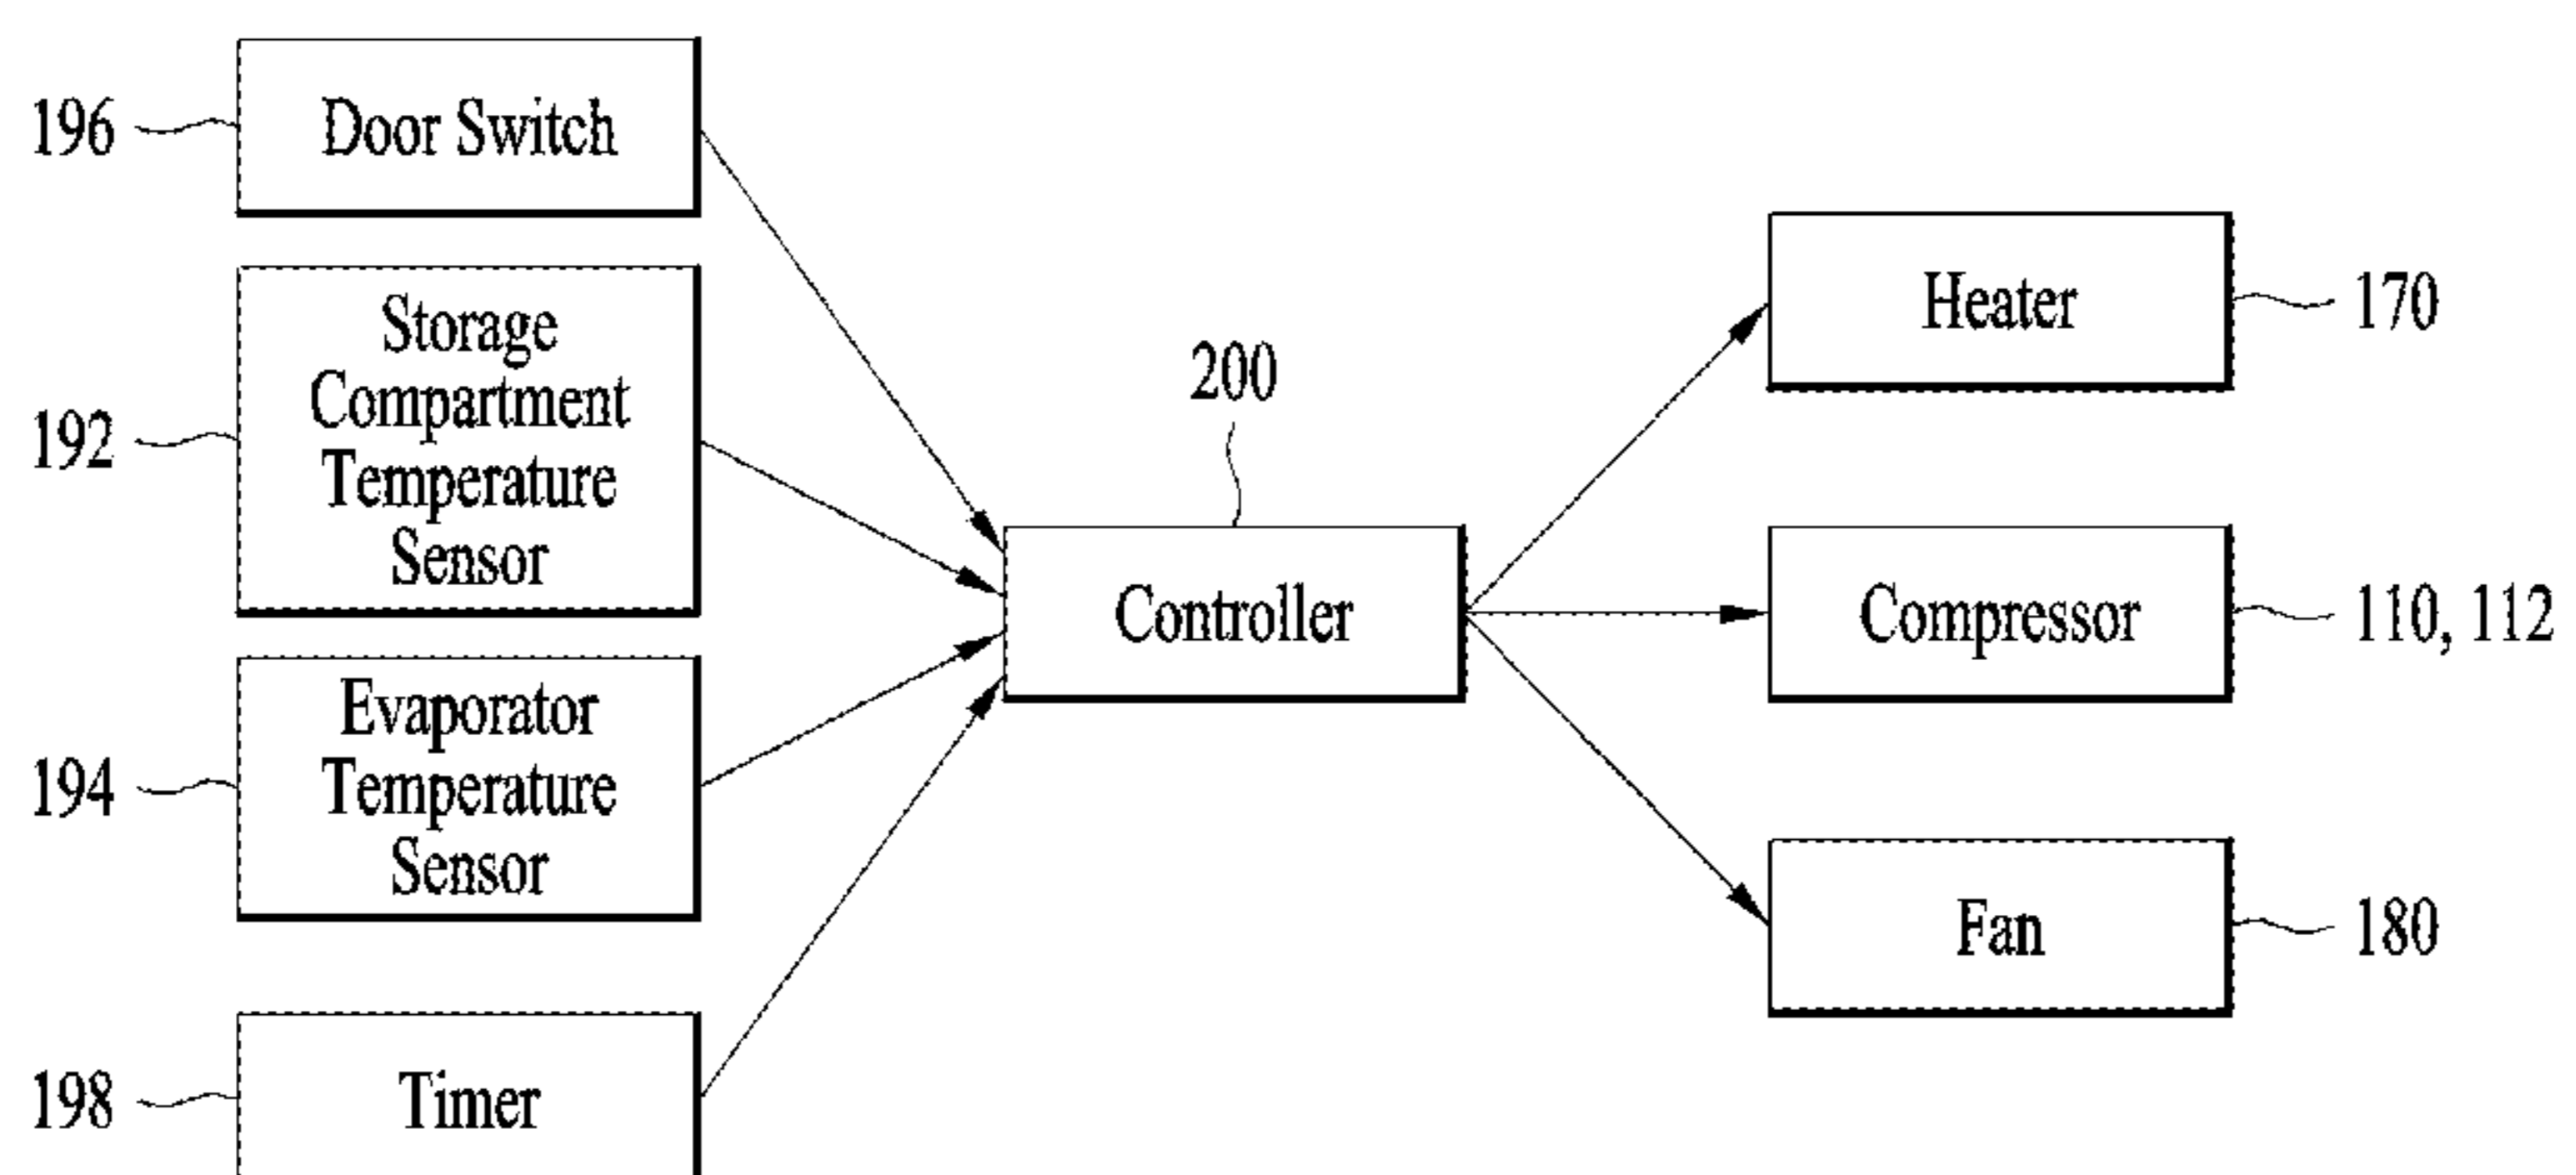 196
Door Switch
192
Storage
Compartment
Temperature
Sensor
194
Evaporator
Temperature
Sensor
198
Timer
200
Controller
Heater
170
Compressor
110, 112
Fan
180